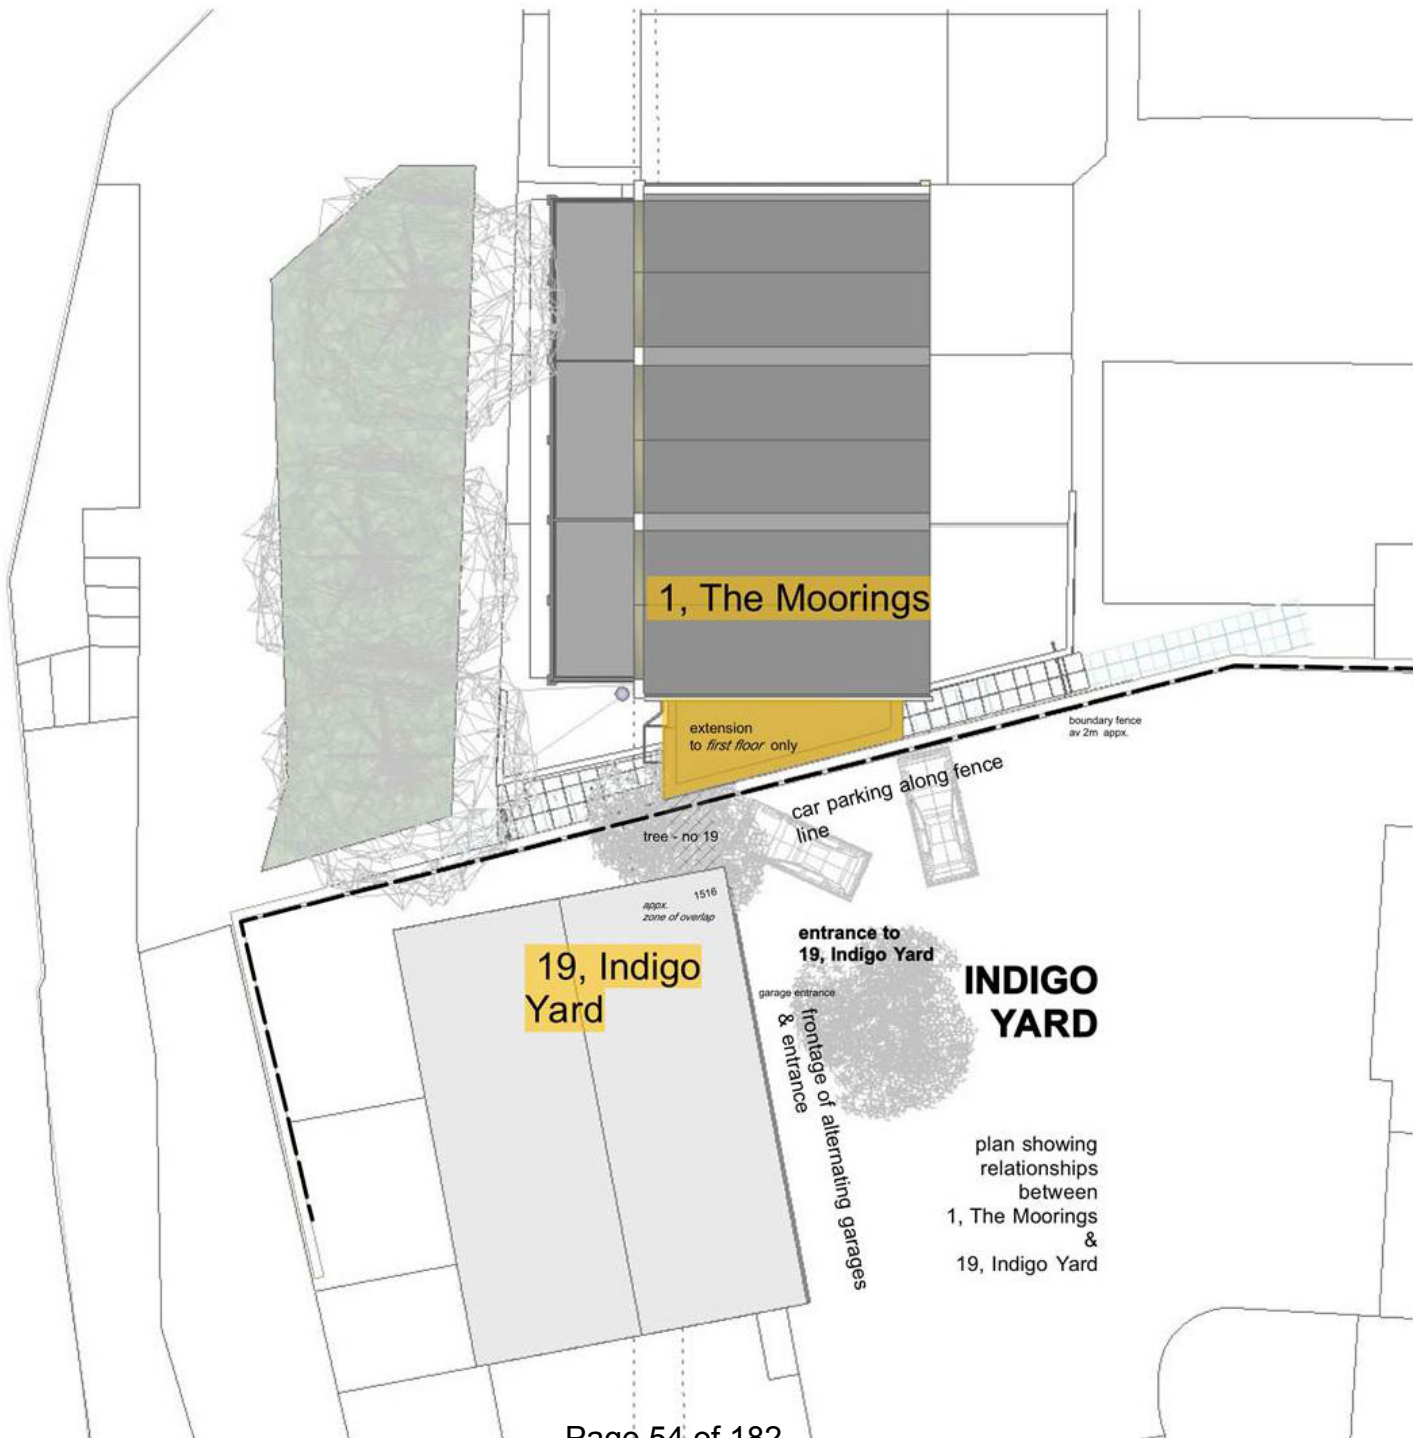 1, The Moorings
extension
to first floor only
boundary fence
av 2m appx.
car parking along fence
line
tree - no 19
1516
appx.
zone of overlap
entrance to
19, Indigo Yard
19, Indigo
Yard
garage entrance
INDIGO
YARD
frontage of alternating garages
& entrance
plan showing
relationships
between
1, The Moorings
&
19, Indigo Yard
Page 54 of 182